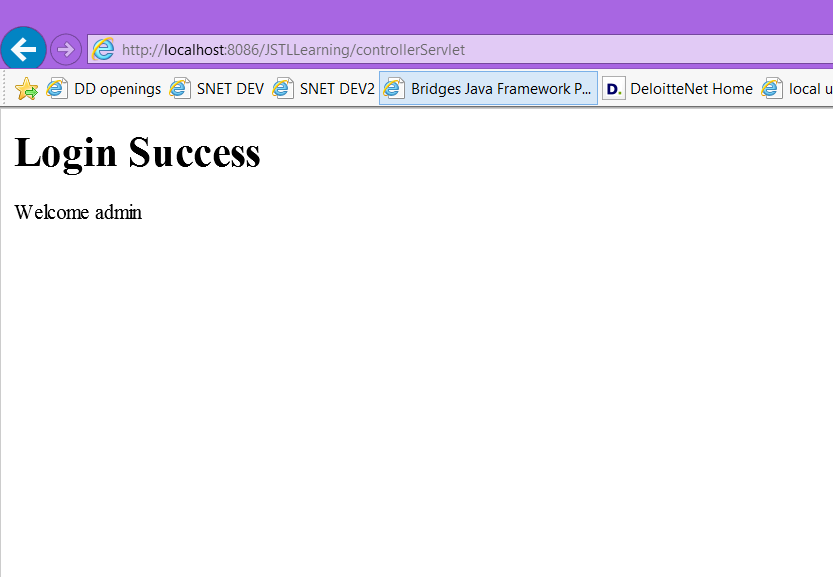 http://localhost:8086/JSTLLearning/controllerServlet
DD openings SNET DEV SNET DEV2 Bridges Java Framework P... D. DeloitteNet Home local u
Login Success
Welcome admin